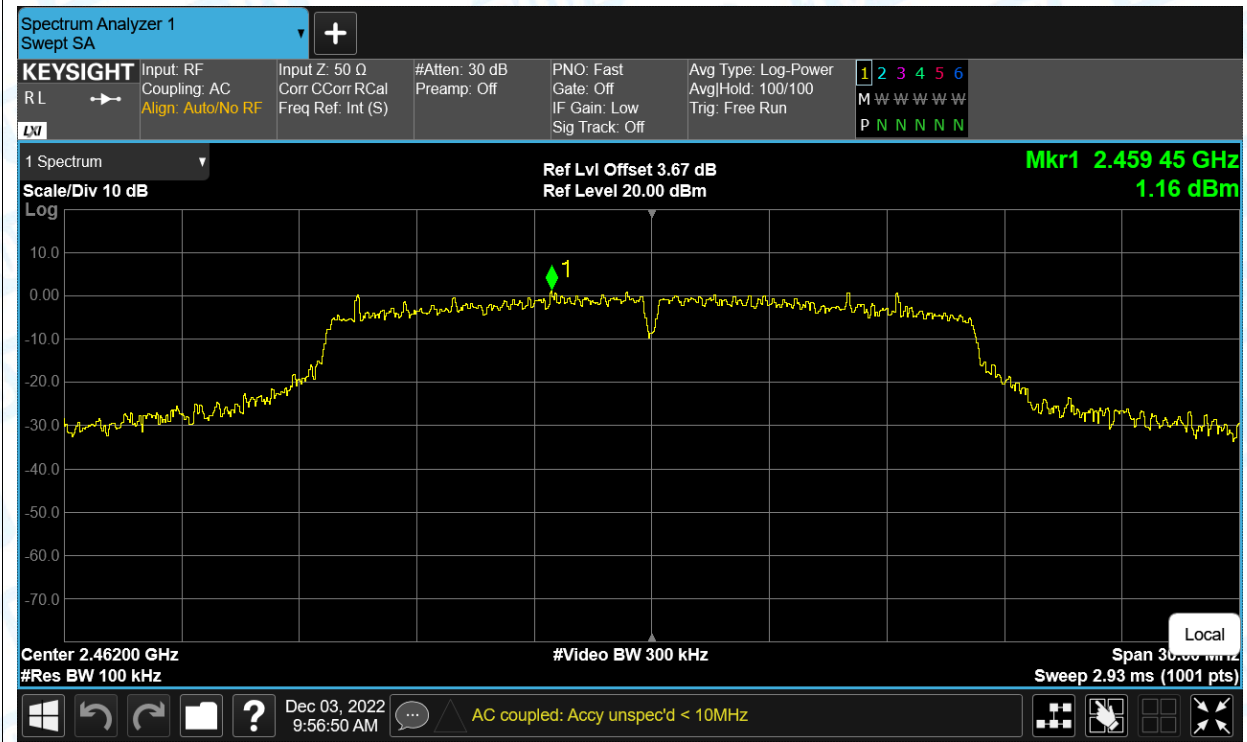 Spectrum Analyzer 1
Swept SA
KEYSIGHT
R L
LXI
Input: RF
Coupling: AC
Align: Auto/No RF
Input Z: 50 Ω
Corr CCorr RCal
Freq Ref: Int (S)
#Atten: 30 dB
Preamp: Off
PNO: Fast
Gate: Off
IF Gain: Low
Sig Track: Off
Avg Type: Log-Power
Avg|Hold: 100/100
Trig: Free Run
1 2 3 4 5 6
M W W W W W W
P N N N N N N
1 Spectrum
Scale/Div 10 dB
Log
Ref Lvl Offset 3.67 dB
Ref Level 20.00 dBm
Mkr1 2.459 45 GHz
1.16 dBm
10.0
0.00
-10.0
-20.0
-30.0
-40.0
-50.0
-60.0
-70.0
1
Local
Center 2.46200 GHz
#Video BW 300 kHz
Span 30.00 MHz
#Res BW 100 kHz
Sweep 2.93 ms (1001 pts)
?
Dec 03, 2022
9:56:50 AM
AC coupled: Accy unspec'd < 10MHz